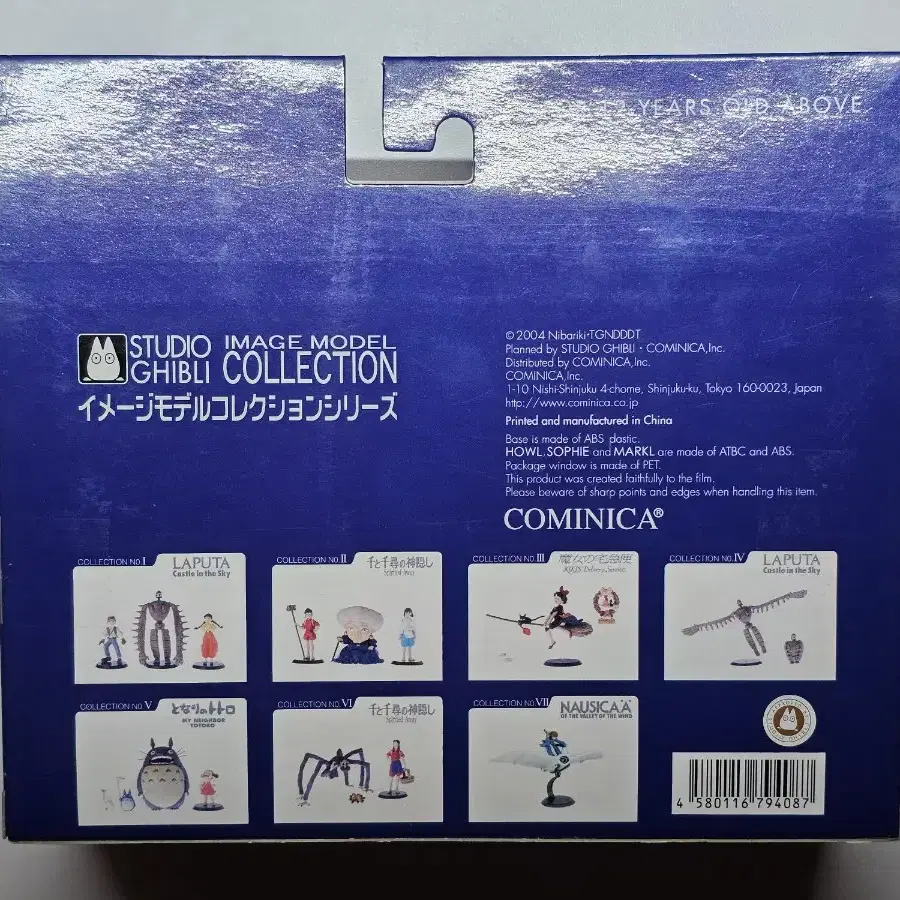 YEARS OLD ABOVE
STUDIO GHIBLI IMAGE MODEL COLLECTION
イメージモデルコレクションシリーズ
© 2004 Nibariki・TGNDDDT
Planned by STUDIO GHIBLI・COMINICA,Inc.
Distributed by COMINICA,Inc.
COMINICA,Inc.
1-10 Nishi-Shinjuku 4-chome, Shinjuku-ku, Tokyo 160-0023, Japan
http://www.cominica.co.jp
Printed and manufactured in China
Base is made of ABS plastic.
HOWL.SOPHIE and MARKL are made of ATBC and ABS.
Package window is made of PET.
This product was created faithfully to the film.
Please beware of sharp points and edges when handling this item.
COMINICA®
COLLECTION NO.I
LAPUTA
Castle in the Sky
COLLECTION NO.II
千と千尋の神隠し
Spirited Away
COLLECTION NO.III
魔女の宅急便
Kiki's Delivery Service
COLLECTION NO.IV
LAPUTA
Castle in the Sky
COLLECTION NO.V
となりのトトロ
MY NEIGHBOR TOTORO
COLLECTION NO.VI
千と千尋の神隠し
Spirited Away
COLLECTION NO.VII
NAUSICAÄ
OF THE VALLEY OF THE WIND
4 580116 794087